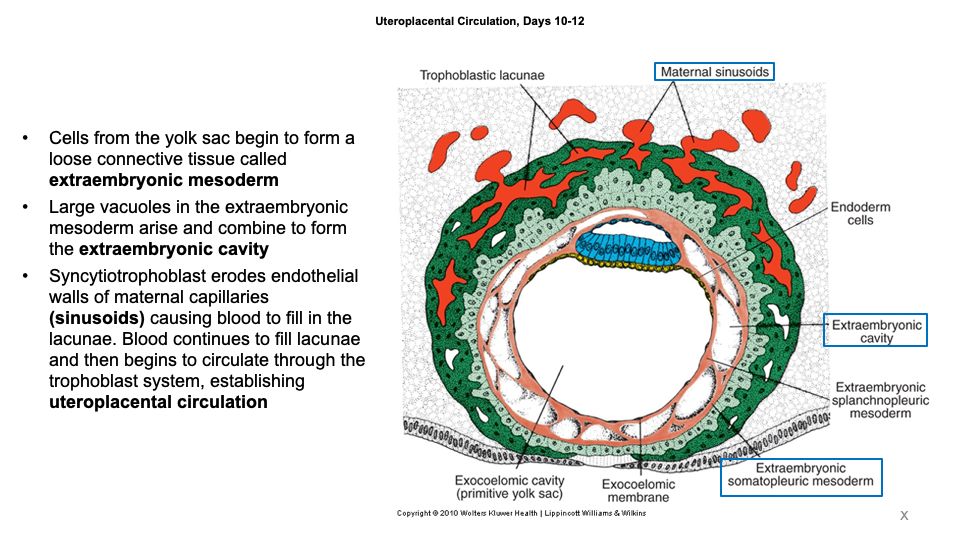 Uteroplacental Circulation, Days 10-12
• Cells from the yolk sac begin to form a
loose connective tissue called
extraembryonic mesoderm
• Large vacuoles in the extraembryonic
mesoderm arise and combine to form
the extraembryonic cavity
• Syncytiotrophoblast erodes endothelial
walls of maternal capillaries
(sinusoids) causing blood to fill in the
lacunae. Blood continues to fill lacunae
and then begins to circulate through the
trophoblast system, establishing
uteroplacental circulation
Trophoblastic lacunae
Maternal sinusoids
Endoderm
cells
Extraembryonic
cavity
Extraembryonic
splanchnopleuric
mesoderm
Extraembryonic
somatopleuric mesoderm
Exocoelomic cavity
(primitive yolk sac)
Exocoelomic
membrane
Copyright © 2010 Wolters Kluwer Health | Lippincott Williams & Wilkins
X